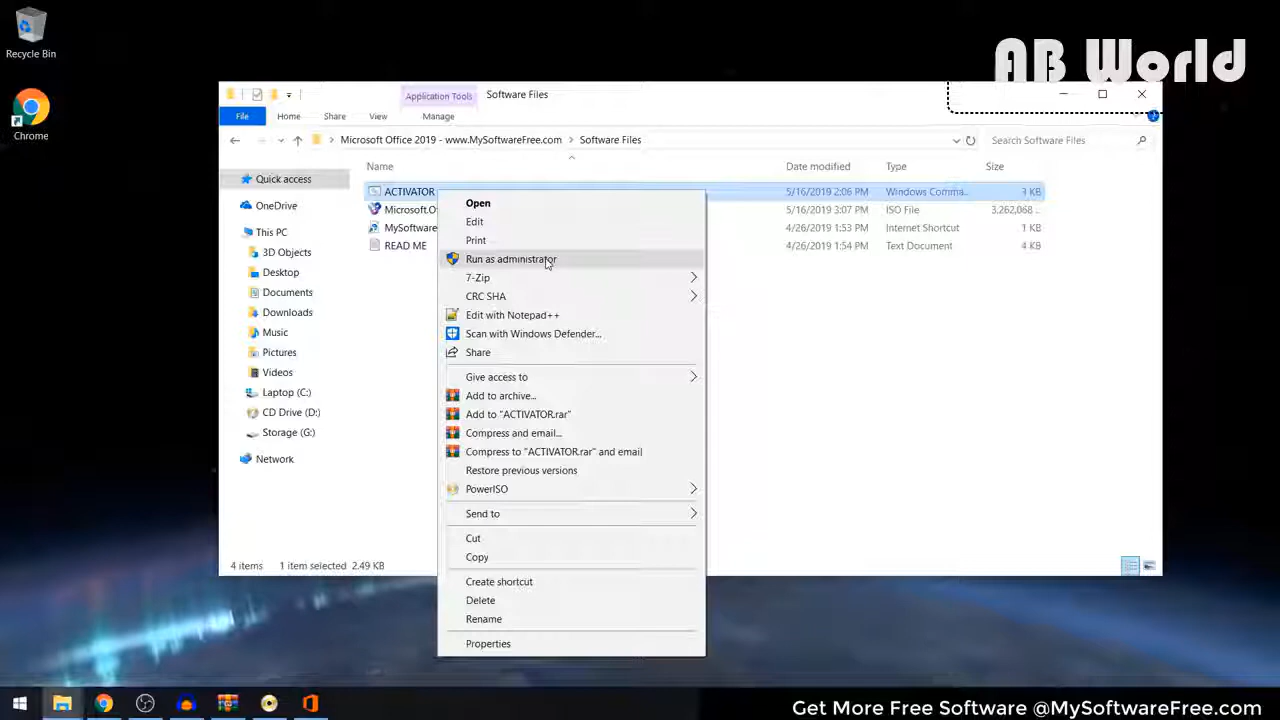 AB World
Recycle Bin
Chrome
Application Tools
Software Files
File
Home
Share
View
Manage
Microsoft Office 2019 - www.MySoftwareFree.com
Software Files
Search Software Files
Name
Date modified
Type
Size
ACTIVATOR
5/16/2019 2:06 PM
Windows Comma...
3 KB
Microsoft.O
5/16/2019 3:07 PM
ISO File
3,262,068 ..
MySoftware
4/26/2019 1:53 PM
Internet Shortcut
1 KB
READ ME
4/26/2019 1:54 PM
Text Document
4 KB
Quick access
OneDrive
This PC
3D Objects
Desktop
Documents
Downloads
Music
Pictures
Videos
Laptop (C:)
CD Drive (D:)
Storage (G:)
Network
Open
Edit
Print
Run as administrator
7-Zip
CRC SHA
Edit with Notepad++
Scan with Windows Defender...
Share
Give access to
Add to archive...
Add to "ACTIVATOR.rar"
Compress and email...
Compress to "ACTIVATOR.rar" and email
Restore previous versions
PowerISO
Send to
Cut
Copy
Create shortcut
Delete
Rename
Properties
4 items
1 item selected
2.49 KB
Get More Free Software @MySoftwareFree.com